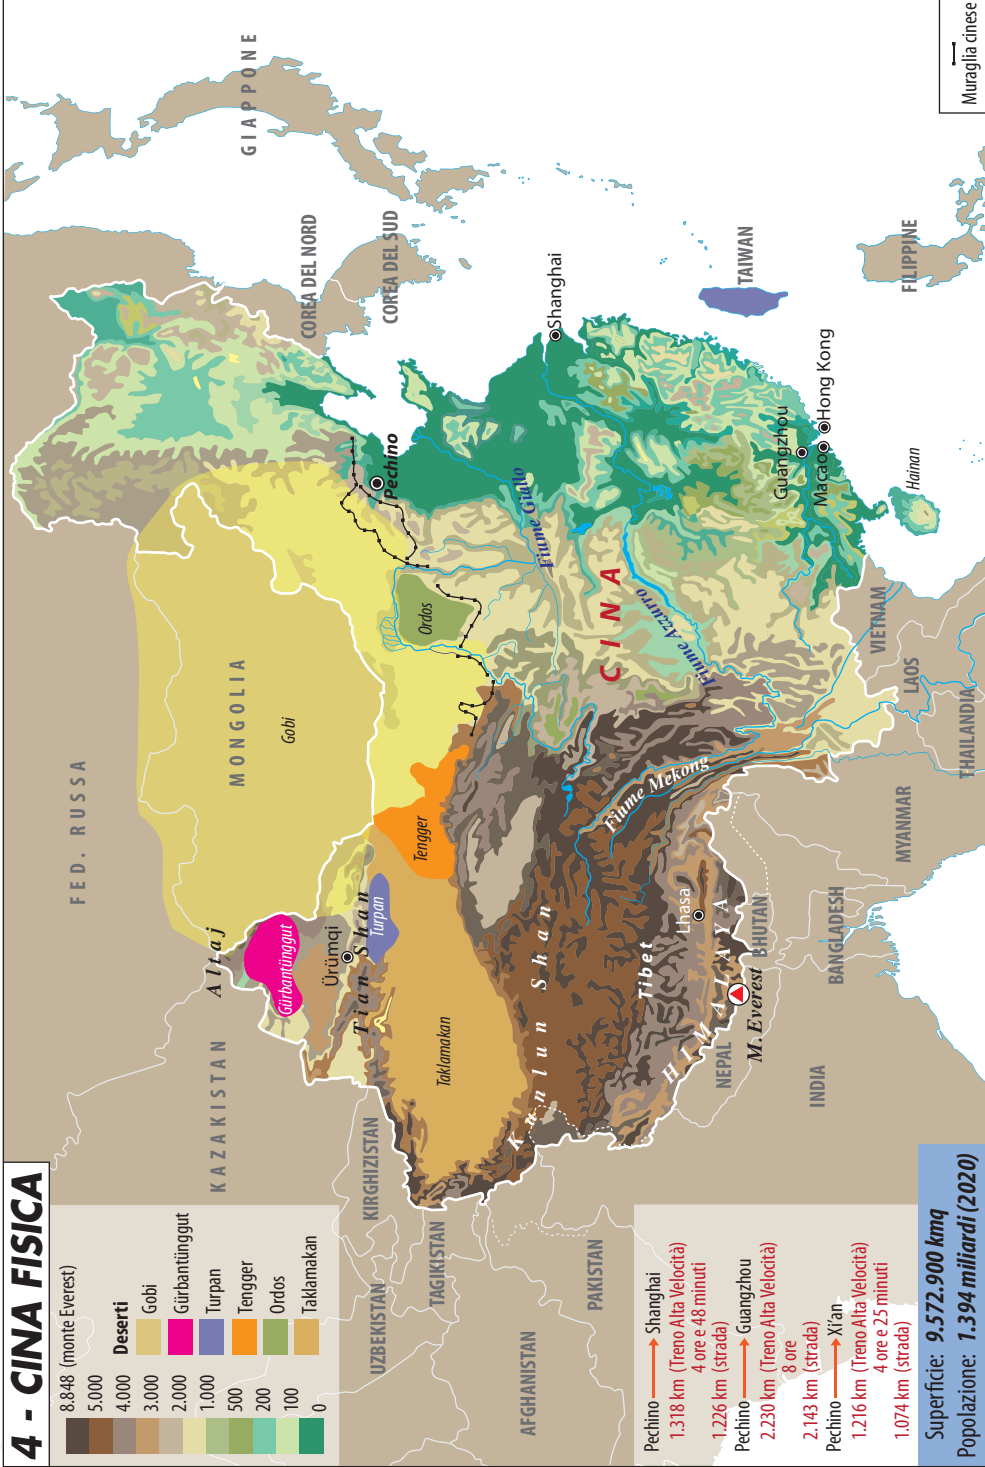 4 - CINA FISICA
8.848 (monte Everest)
5.000
4.000
3.000
2.000
1.000
500
200
100
0
Deserti
Gobi
Gürbantünggut
Turpan
Tengger
Ordos
Taklamakan
FED. RUSSA
KAZAKISTAN
MONGOLIA
GIAPPONE
COREA DEL NORD
COREA DEL SUD
KIRGHIZISTAN
UZBEKISTAN
TAGIKISTAN
AFGHANISTAN
PAKISTAN
INDIA
NEPAL
BHUTAN
BANGLADESH
MYANMAR
THAILANDIA
LAOS
VIETNAM
TAIWAN
FILIPPINE
CINA
Altaj
Gürbantünggut
Ürümqi
Tian Shan
Turpan
Gobi
Tengger
Taklamakan
Ordos
Pechino
Kunlun Shan
Tibet
Lhasa
HIMALAYA
M. Everest
Fiume Giallo
Fiume Azzurro
Fiume Mekong
Shanghai
Guangzhou
Hong Kong
Macao
Hainan
Pechino Shanghai
1.318 km (Treno Alta Velocità)
4 ore e 48 minuti
1.226 km (strada)
Pechino Guangzhou
2.230 km (Treno Alta Velocità)
8 ore
2.143 km (strada)
Pechino Xi'an
1.216 km (Treno Alta Velocità)
4 ore e 25 minuti
1.074 km (strada)
Superficie: 9.572.900 kmq
Popolazione: 1.394 miliardi (2020)
Muraglia cinese